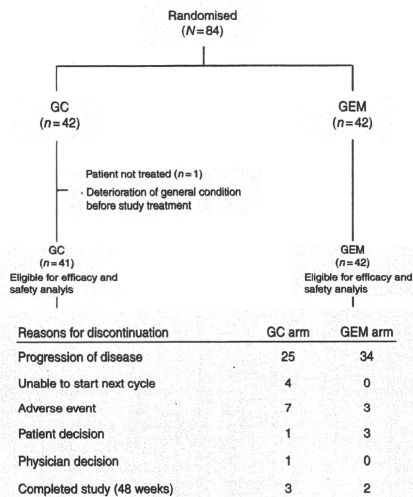 Randomised
(N=84)
GC
(n=42)
GEM
(n=42)
Patient not treated (n=1)
· Deterioration of general condition
before study treatment
GC
(n=41)
Eligible for efficacy and
safety analyis
GEM
(n=42)
Eligible for efficacy and
safety analyis
Reasons for discontinuation GC arm GEM arm
Progression of disease 25 34
Unable to start next cycle 4 0
Adverse event 7 3
Patient decision 1 3
Physician decision 1 0
Completed study (48 weeks) 3 2